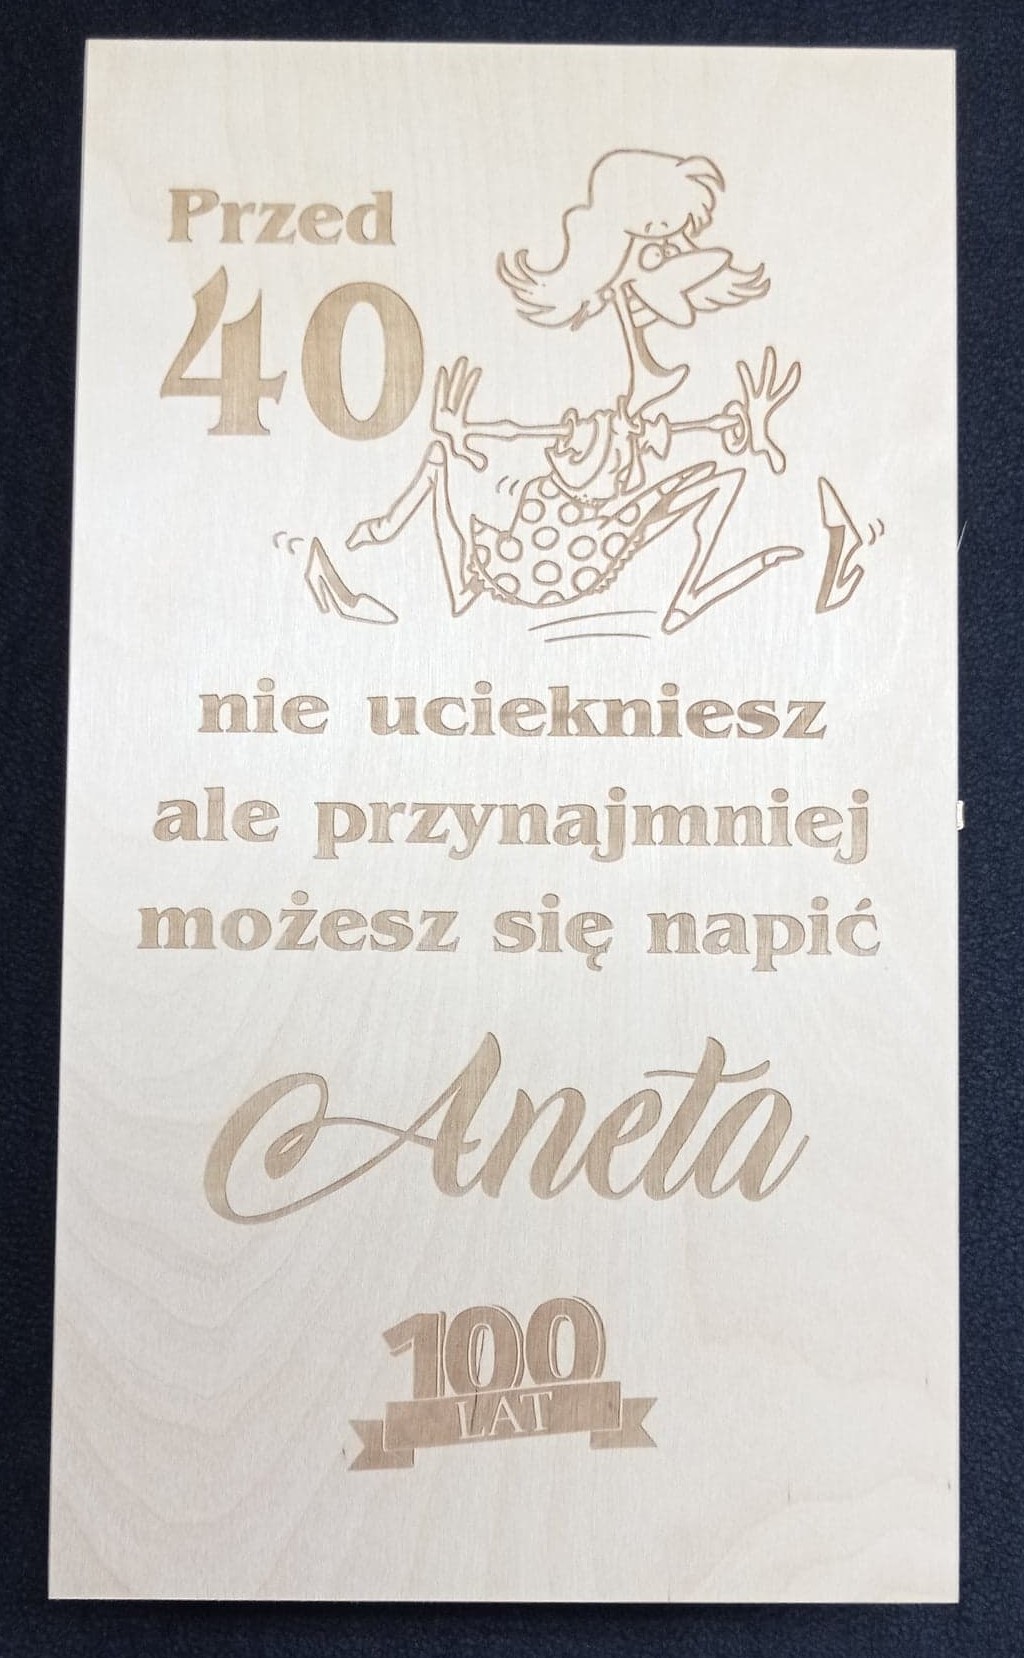 Przed
40
nie uciekniesz
ale przynajmniej
możesz się napić
Aneta
100
LAT